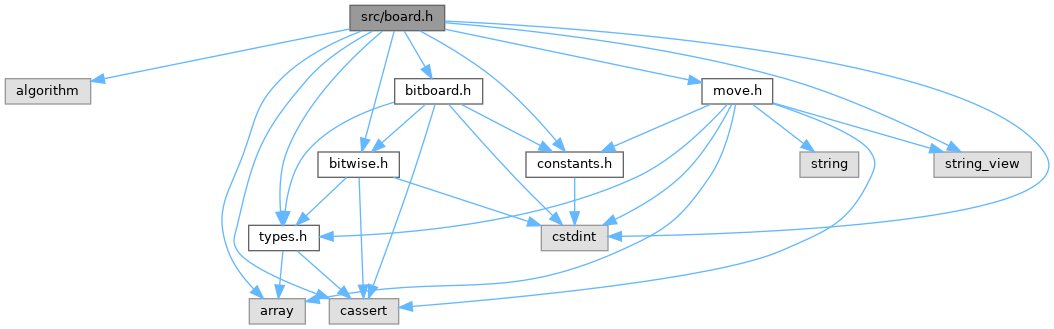 src/board.h
algorithm
bitboard.h
move.h
bitwise.h
constants.h
string
string_view
types.h
cstdint
array
cassert